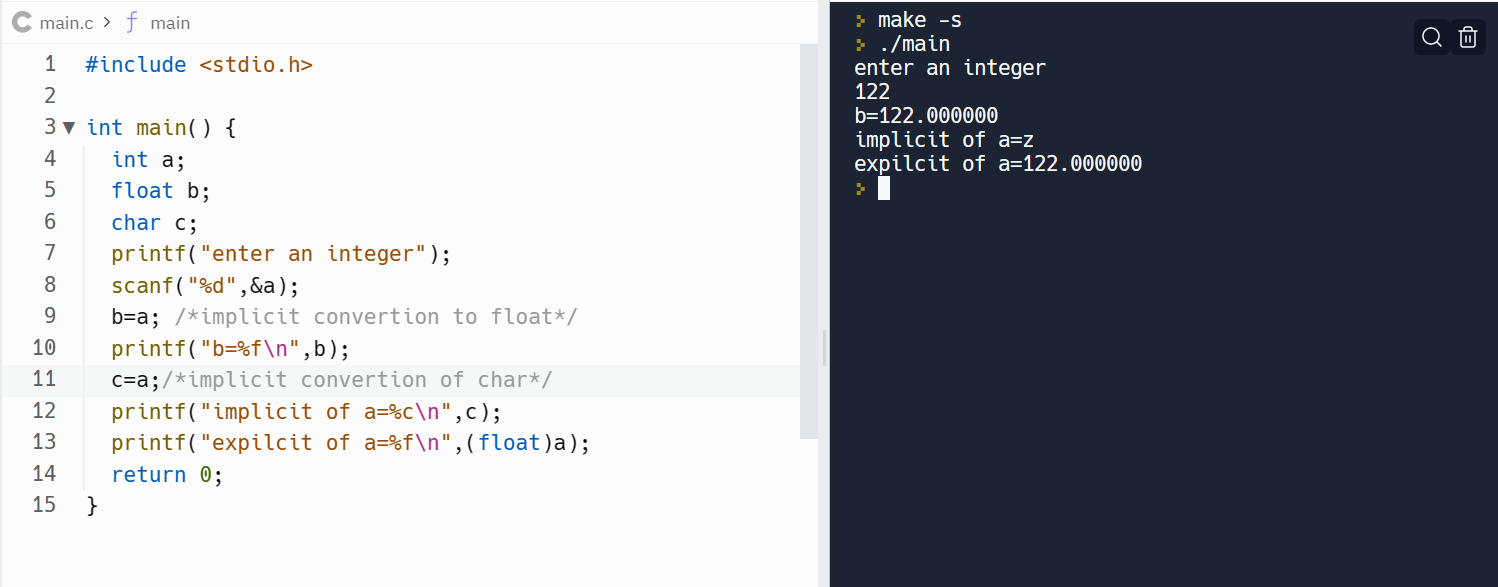 main.c > f main
1 #include <stdio.h>
2
3 int main() {
4 int a;
5 float b;
6 char c;
7 printf("enter an integer");
8 scanf("%d",&a);
9 b=a; /*implicit convertion to float*/
10 printf("b=%f\n",b);
11 c=a;/*implicit convertion of char*/
12 printf("implicit of a=%c\n",c);
13 printf("expilcit of a=%f\n",(float)a);
14 return 0;
15 }
> make -s
> ./main
enter an integer
122
b=122.000000
implicit of a=z
expilcit of a=122.000000
>